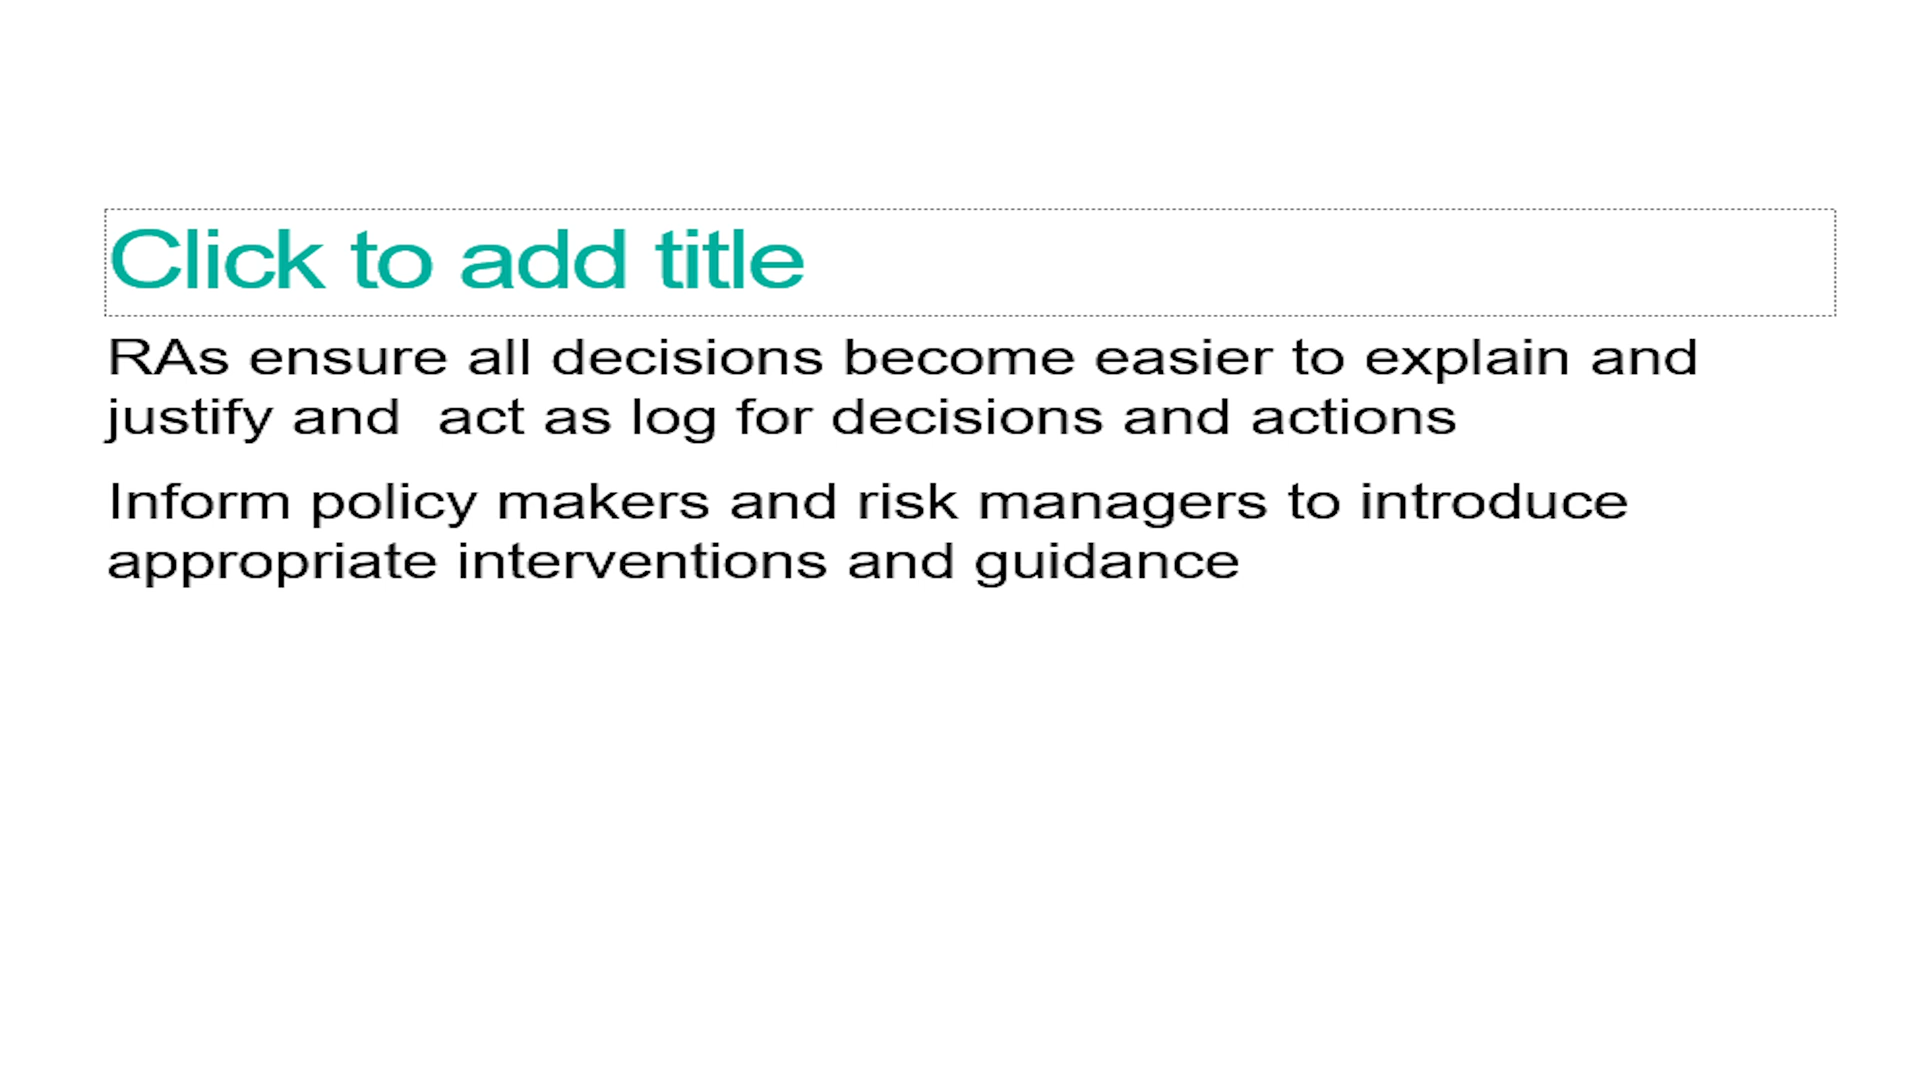 Click to add title
RAs ensure all decisions become easier to explain and
justify and  act as log for decisions and actions
Inform policy makers and risk managers to introduce
appropriate interventions and guidance